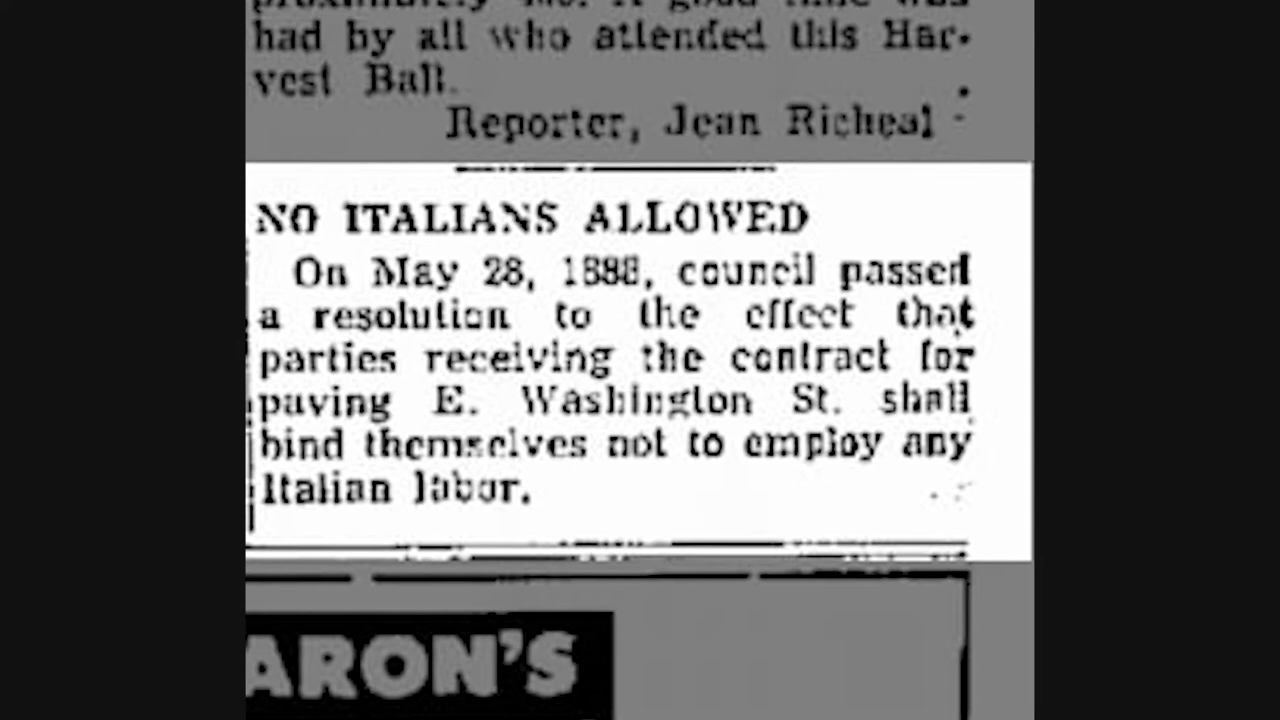 had by all who attended this Har-
vest Ball.
Reporter, Jean Richeal
NO ITALIANS ALLOWED
On May 28, 1888, council passed
a resolution to the effect that
parties receiving the contract for
paving E. Washington St. shall
bind themselves not to employ any
Italian labor.
ARON'S